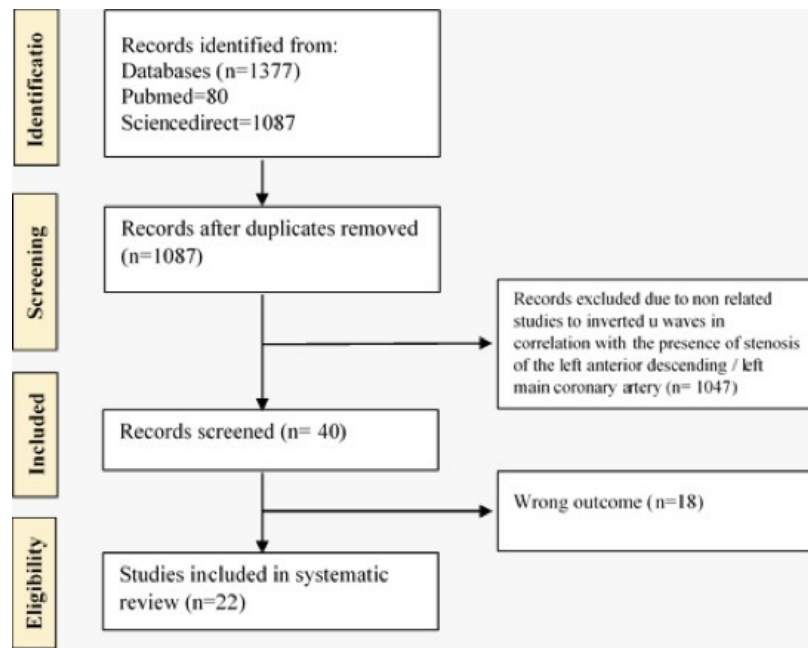 Identificatio
Records identified from:
Databases (n=1377)
Pubmed=80
Sciencedirect=1087
Screening
Records after duplicates removed
(n=1087)
Records excluded due to non related
studies to inverted u waves in
correlation with the presence of stenosis
of the left anterior descending / left
main coronary artery (n= 1047)
Included
Records screened (n= 40)
Wrong outcome (n=18)
Eligibility
Studies included in systematic
review (n=22)